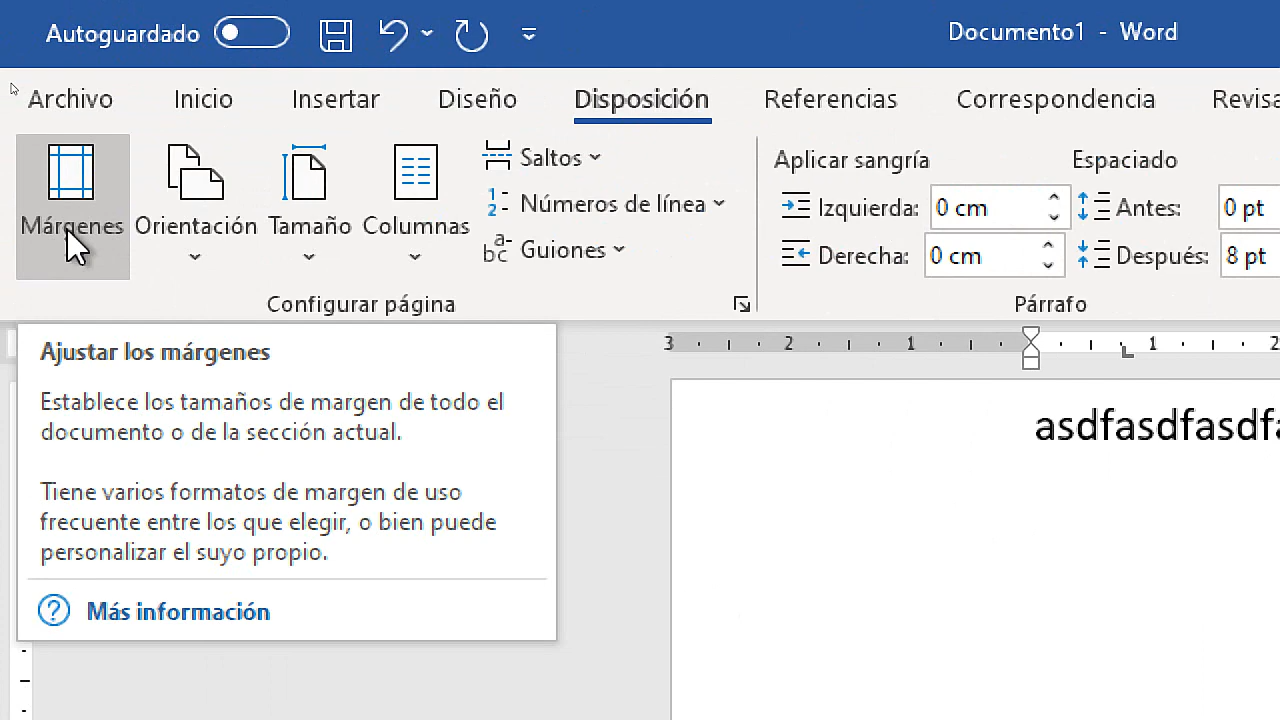 Autoguardado
Documento1 - Word
Archivo Inicio Insertar Diseño Disposición Referencias Correspondencia Revisa
Márgenes Orientación Tamaño Columnas
Saltos
Números de línea
Guiones
Configurar página
Aplicar sangría Espaciado
Izquierda: 0 cm Antes: 0 pt
Derecha: 0 cm Después: 8 pt
Párrafo
Ajustar los márgenes
Establece los tamaños de margen de todo el
documento o de la sección actual.
Tiene varios formatos de margen de uso
frecuente entre los que elegir, o bien puede
personalizar el suyo propio.
Más información
3 2 1 1 2
asdfasdfasdfa